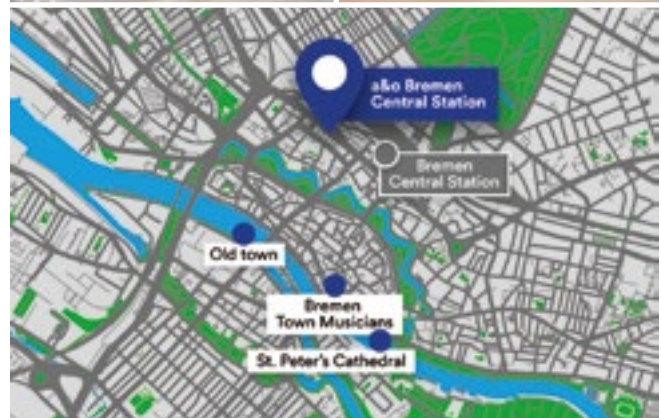 a&o Bremen
Central Station
Bremen
Central Station
Old town
Bremen
Town Musicians
St. Peter's Cathedral